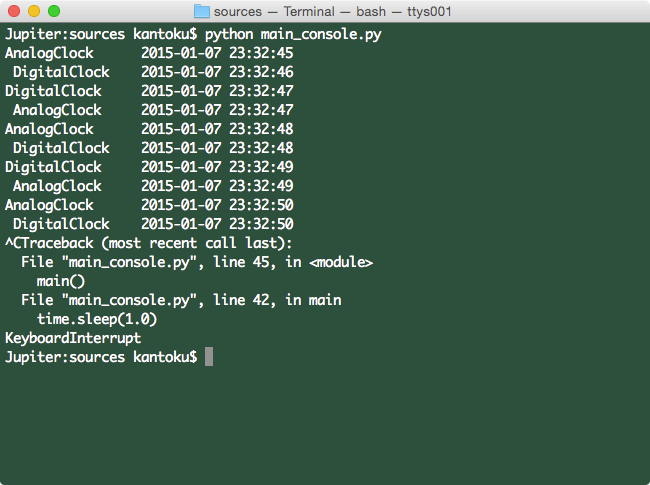 sources — Terminal — bash — ttys001
Jupiter:sources kantoku$ python main_console.py
AnalogClock     2015-01-07 23:32:45
 DigitalClock    2015-01-07 23:32:46
DigitalClock     2015-01-07 23:32:47
 AnalogClock     2015-01-07 23:32:47
AnalogClock     2015-01-07 23:32:48
 DigitalClock    2015-01-07 23:32:48
DigitalClock     2015-01-07 23:32:49
 AnalogClock     2015-01-07 23:32:49
AnalogClock     2015-01-07 23:32:50
 DigitalClock    2015-01-07 23:32:50
^CTraceback (most recent call last):
  File "main_console.py", line 45, in <module>
    main()
  File "main_console.py", line 42, in main
    time.sleep(1.0)
KeyboardInterrupt
Jupiter:sources kantoku$